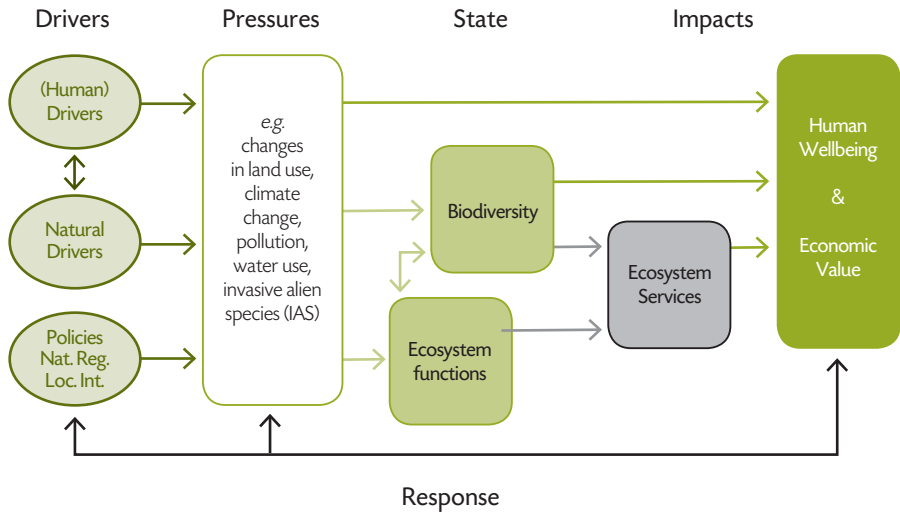 Drivers
Pressures
State
Impacts
(Human)
Drivers
Natural
Drivers
Policies
Nat. Reg.
Loc. Int.
e.g.
changes
in land use,
climate
change,
pollution,
water use,
invasive alien
species (IAS)
Biodiversity
Ecosystem
functions
Ecosystem
Services
Human
Wellbeing
&
Economic
Value
Response